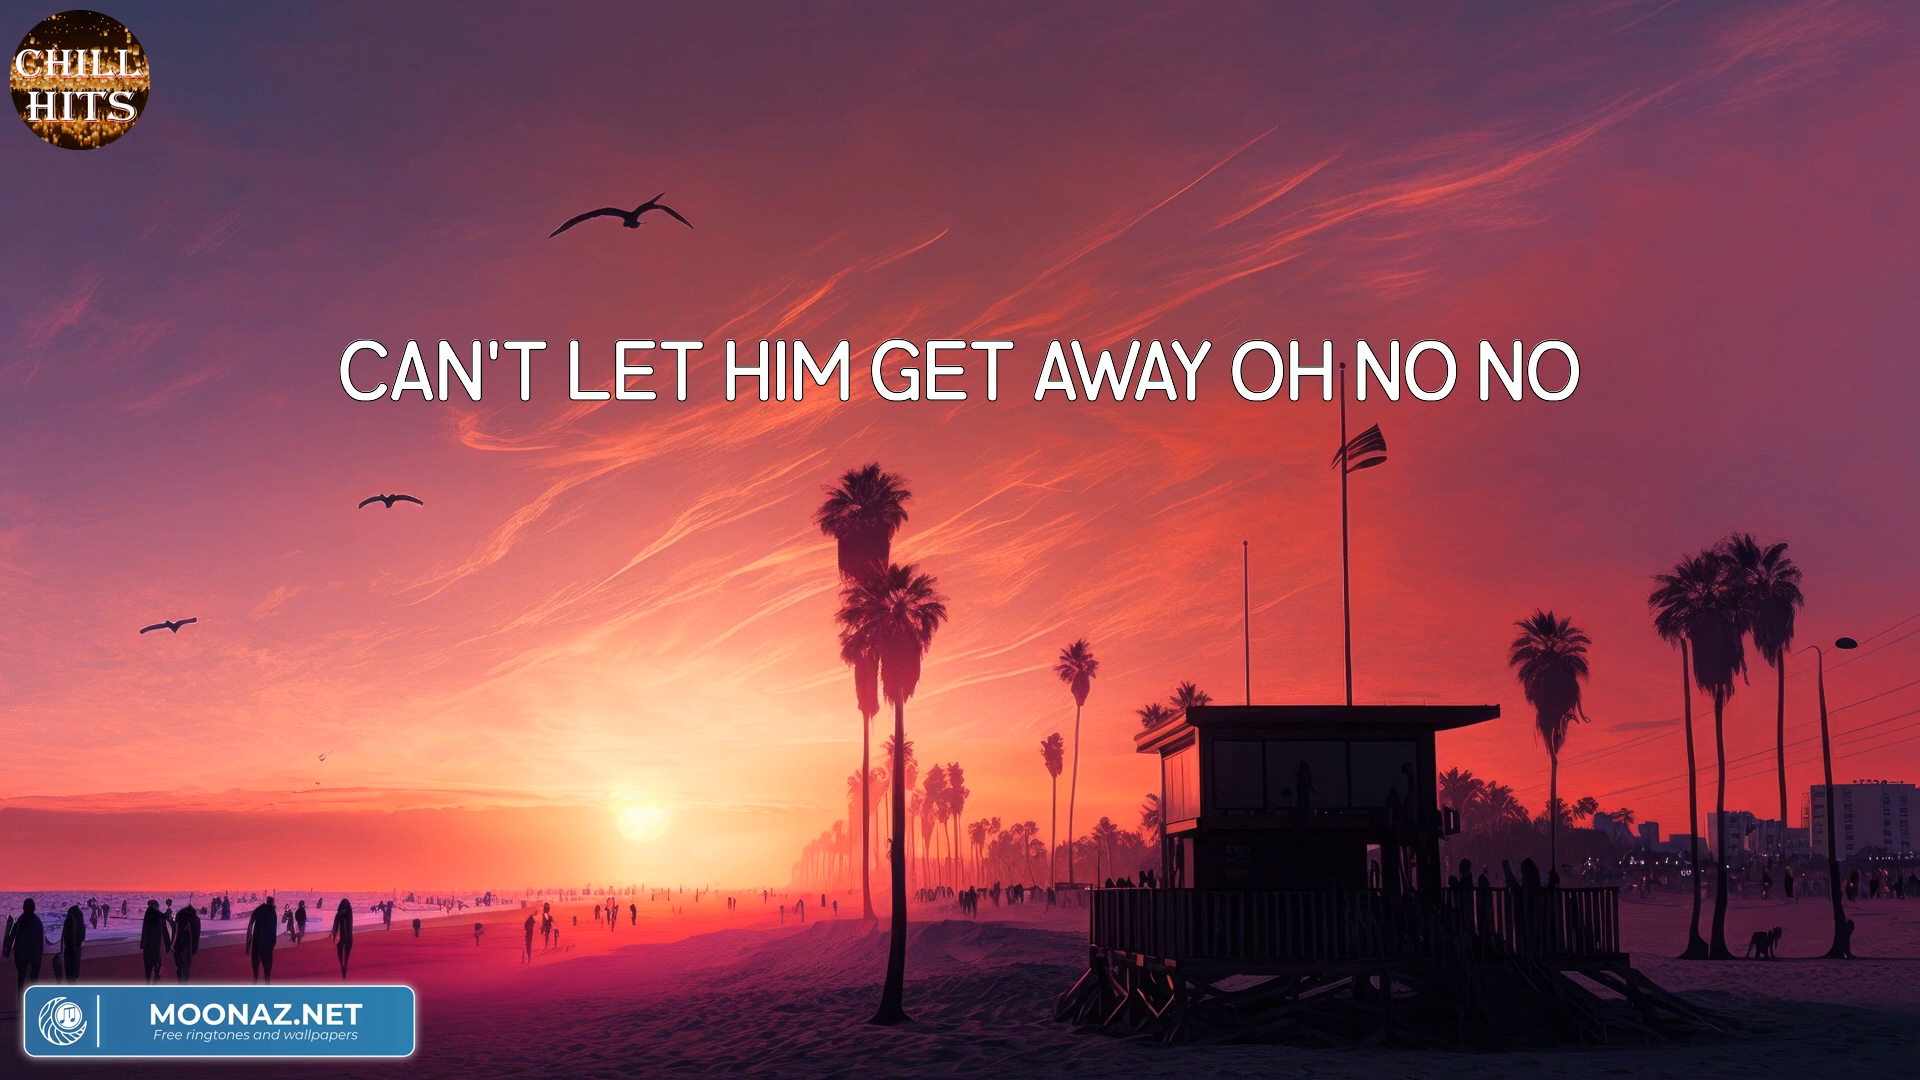 CHILL
HITS
CAN'T LET HIM GET AWAY OH NO NO
MOONAZ.NET
Free ringtones and wallpapers